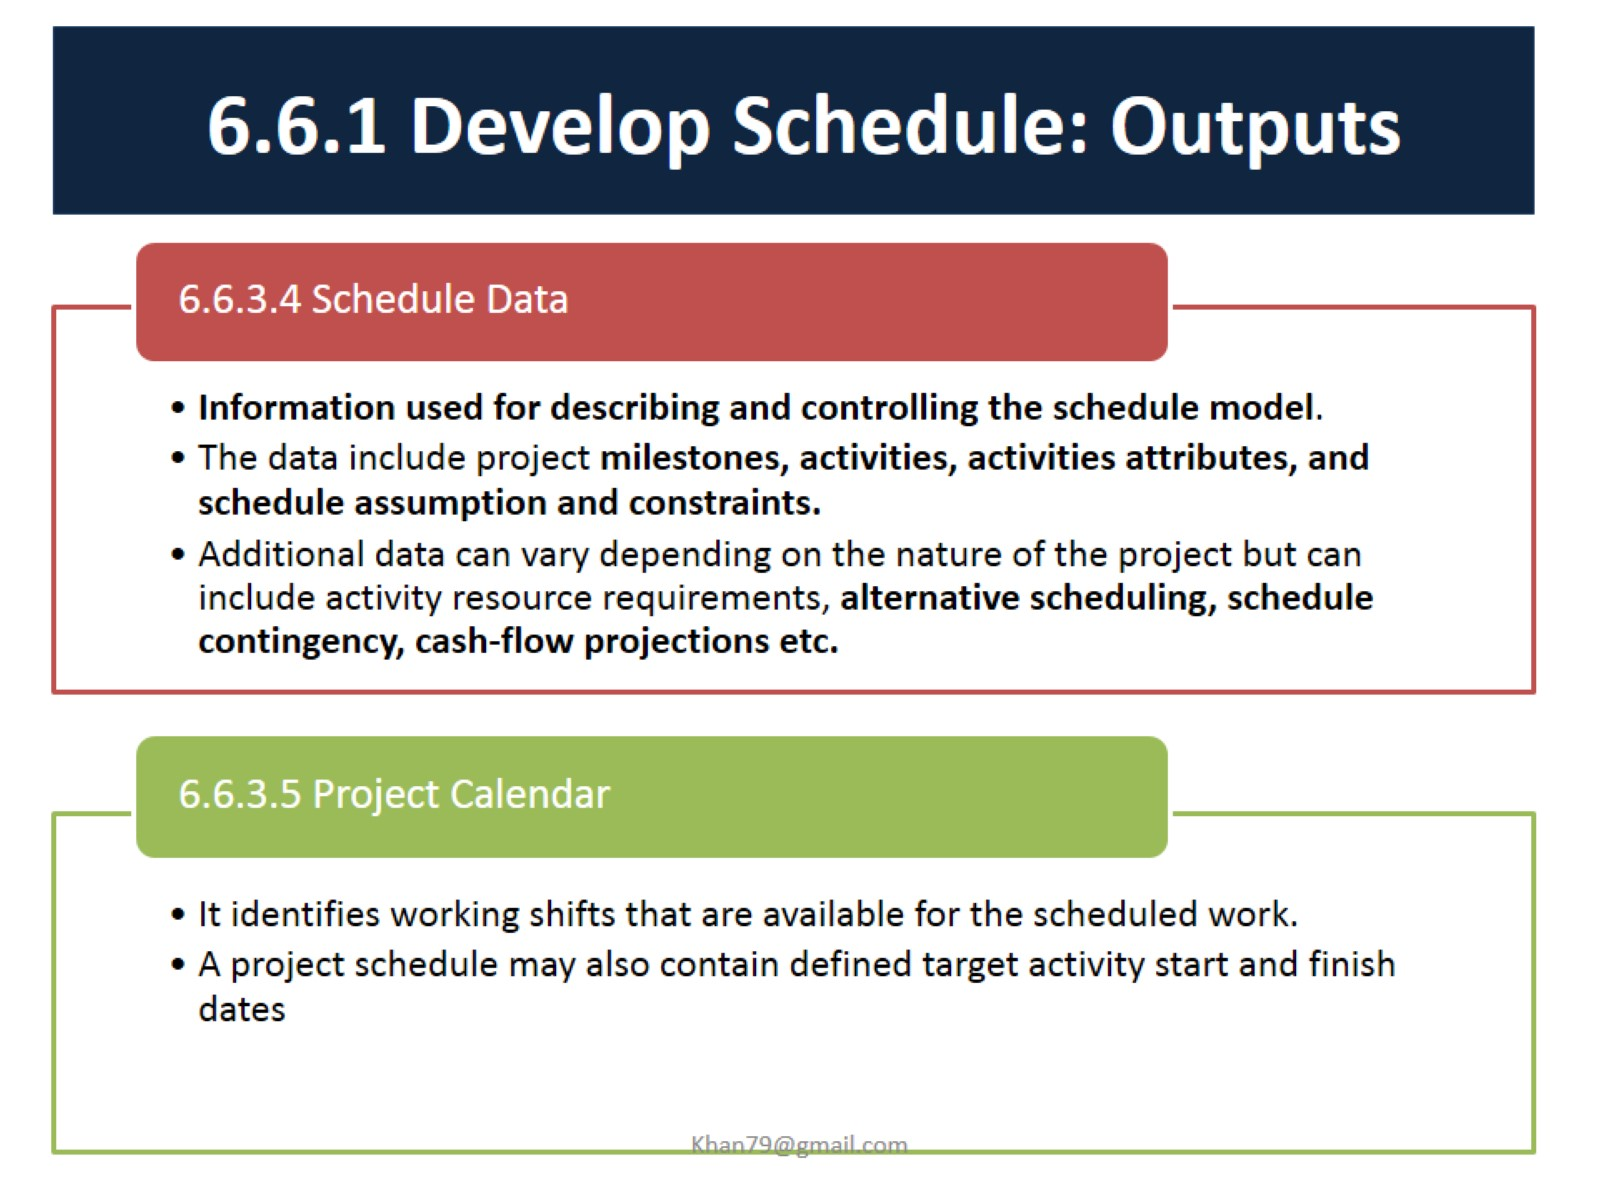 6.6.1 Develop Schedule: Outputs
6.6.3.4 Schedule Data
• Information used for describing and controlling the schedule model.
• The data include project milestones, activities, activities attributes, and
schedule assumption and constraints.
• Additional data can vary depending on the nature of the project but can
include activity resource requirements, alternative scheduling, schedule
contingency, cash-flow projections etc.
6.6.3.5 Project Calendar
• It identifies working shifts that are available for the scheduled work.
• A project schedule may also contain defined target activity start and finish
dates
Khan79@gmail.com